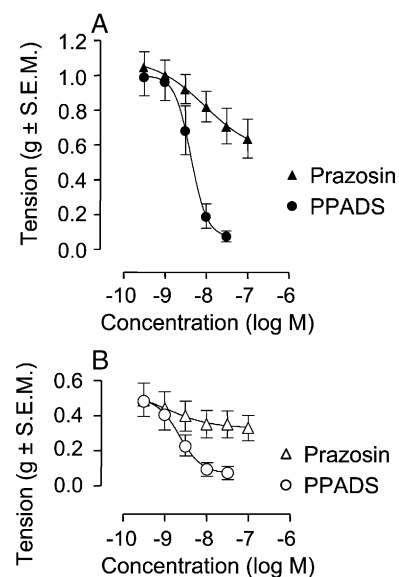 A
Tension (g ± S.E.M.)
1.2
1.0
0.8
0.6
0.4
0.2
0.0
Prazosin
PPADS
-10 -9 -8 -7 -6
Concentration (log M)
B
Tension (g ± S.E.M.)
0.6
0.4
0.2
0.0
Prazosin
PPADS
-10 -9 -8 -7 -6
Concentration (log M)